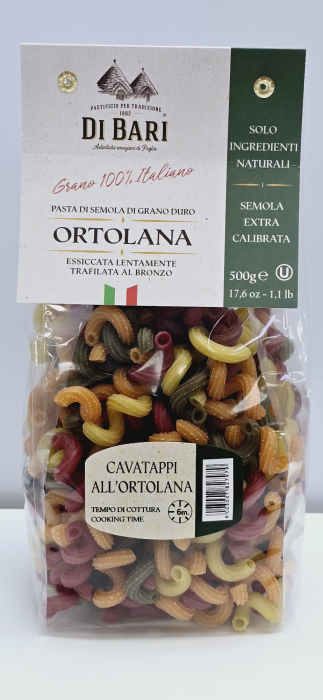 PASTIFICIO PER TRADIZIONE
1982
DI BARI
Autentiche emozioni di Puglia
Grano 100% Italiano
PASTA DI SEMOLA DI GRANO DURO
ORTOLANA
ESSICCATA LENTAMENTE
TRAFILATA AL BRONZO
SOLO
INGREDIENTI
NATURALI
SEMOLA
EXTRA
CALIBRATA
500g e U
17,6 oz - 1,1 lb
CAVATAPPI
ALL'ORTOLANA
TEMPO DI COTTURA
COOKING TIME
6m.